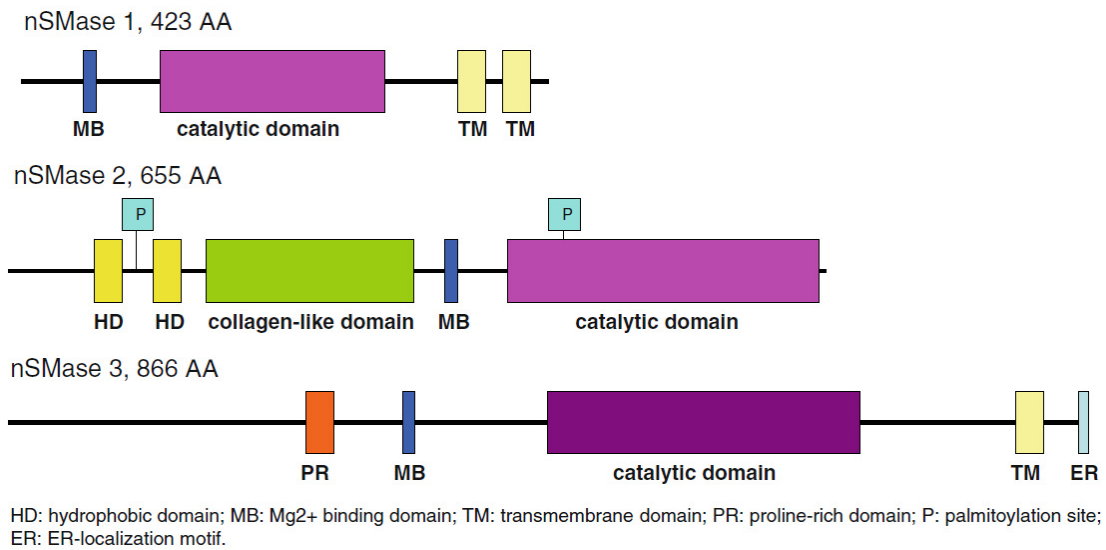 nSMase 1, 423 AA
MB catalytic domain TM TM
nSMase 2, 655 AA
P P
HD HD collagen-like domain MB catalytic domain
nSMase 3, 866 AA
PR MB catalytic domain TM ER
HD: hydrophobic domain; MB: Mg2+ binding domain; TM: transmembrane domain; PR: proline-rich domain; P: palmitoylation site;
ER: ER-localization motif.